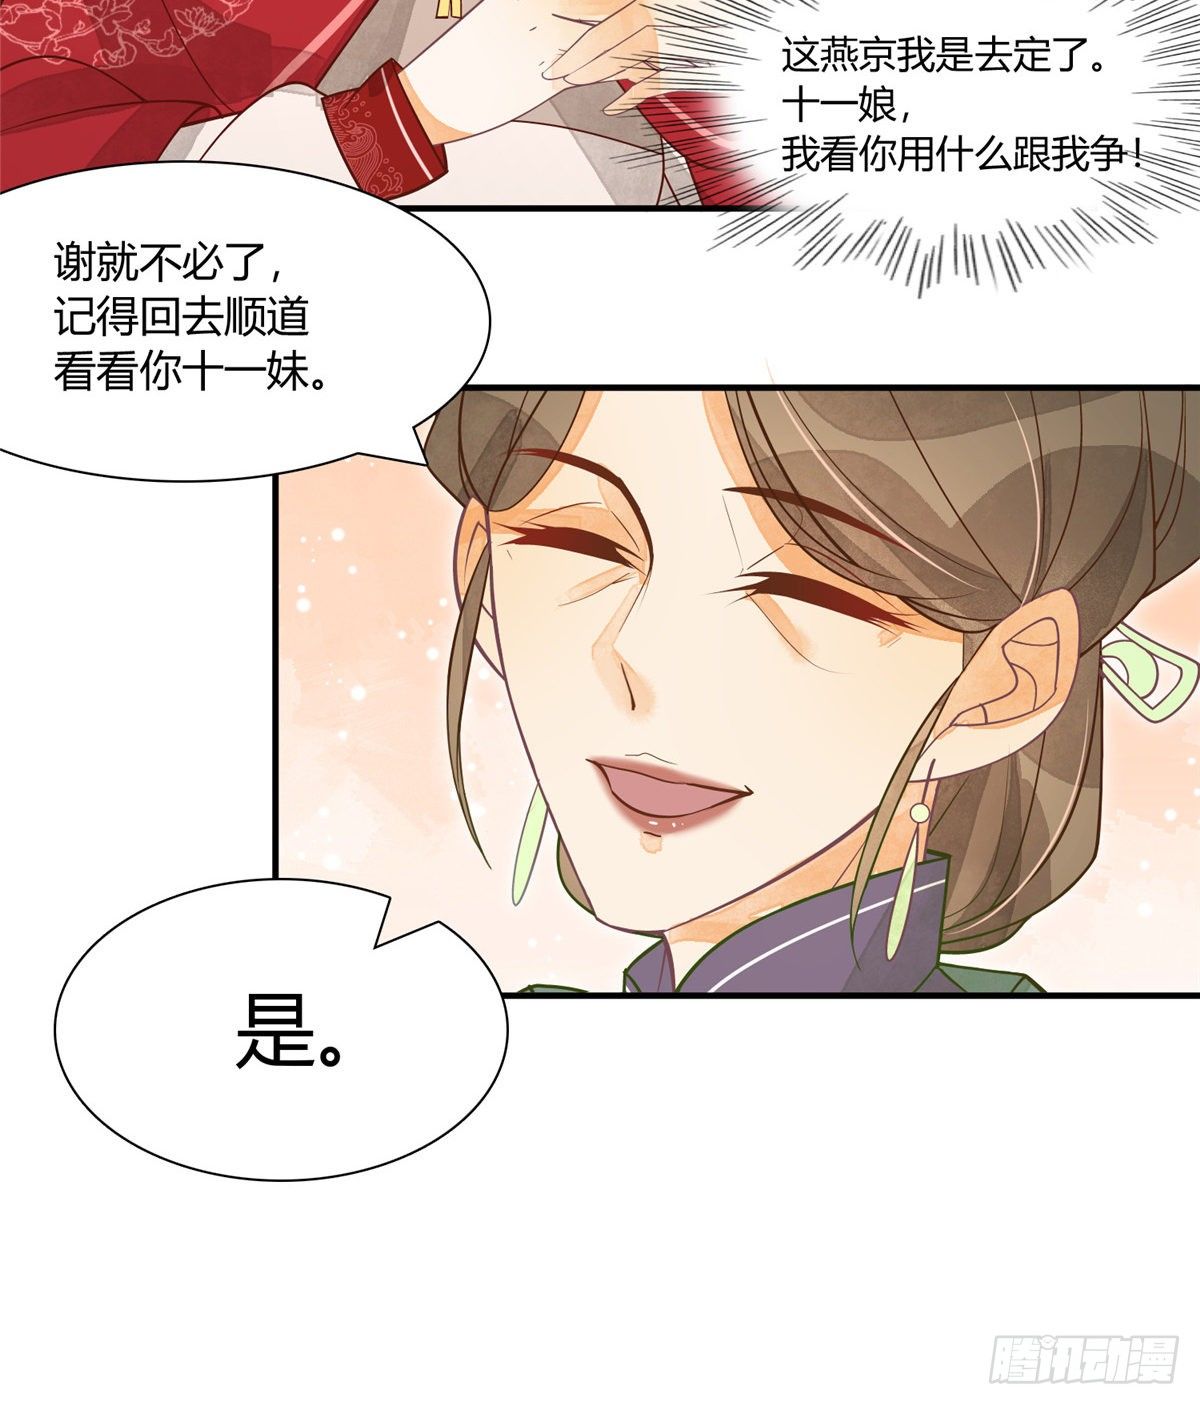 这燕京我是去定了。
十一娘，
我看你用什么跟我争！
谢就不必了，
记得回去顺道
看看你十一妹。
是。
腾讯动漫